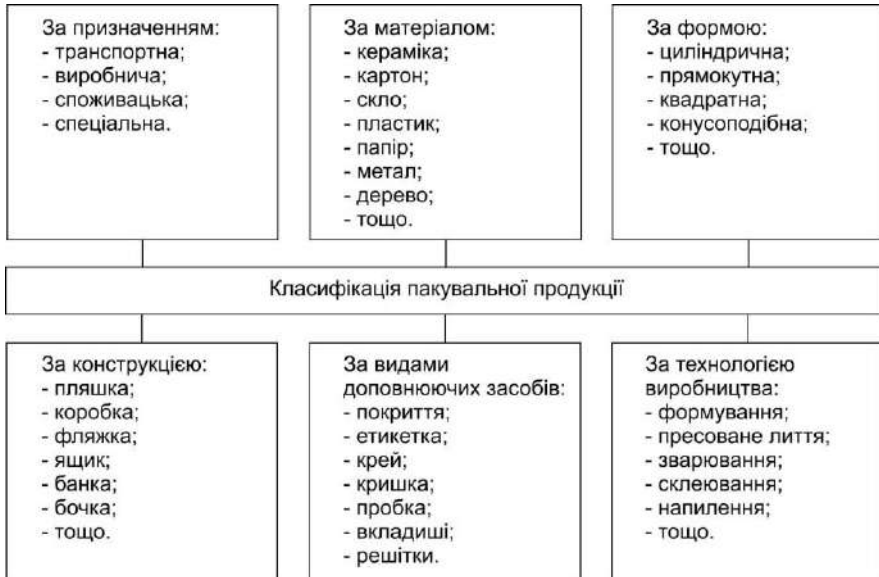 За призначенням:
- транспортна;
- виробнича;
- споживацька;
- спеціальна.
За матеріалом:
- кераміка;
- картон;
- скло;
- пластик;
- папір;
- метал;
- дерево;
- тощо.
За формою:
- циліндрична;
- прямокутна;
- квадратна;
- конусоподібна;
- тощо.
Класифікація пакувальної продукції
За конструкцією:
- пляшка;
- коробка;
- фляжка;
- ящик;
- банка;
- бочка;
- тощо.
За видами
доповнюючих засобів:
- покриття;
- етикетка;
- крей;
- кришка;
- пробка;
- вкладиші;
- решітки.
За технологією
виробництва:
- формування;
- пресоване лиття;
- зварювання;
- склеювання;
- напилення;
- тощо.